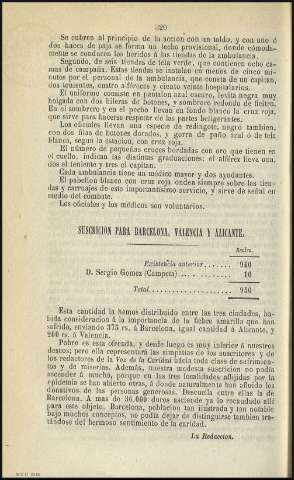 320
Se cubren al principio de la accion con un toldo, y con uno ó
dos haces de paja se forma un lecho provisional, donde cómoda-
mente se conducen los heridos á las tiendas de la ambulancia.
Segundo, de seis tiendas de tela verde, que contienen ocho ca-
mas de campaña. Estas tiendas se instalan en menos de cinco mi-
nutos por el personal de la ambulancia, que consta de un capitan,
dos tenientes, cuatro alféreces y ciento veinte hospitalarios.
El uniforme consiste en pantalon azul oscuro, levita negra muy
holgada con dos hileras de botones, y sombrero redondo de fieltro.
En el sombrero y en el pecho llevan en fondo blanco la cruz roja,
que sirve para hacerse respetar de las partes beligerantes.
Los oficiales llevan una especie de redingote, negro tambien,
con dos filas de botones dorados, y gorra de paño azul ó de tela
blanca, segun la estacion, con cruz roja.
El número de pequeñas cruces bordadas con oro que tienen en
el cuello, indican las distintas graduaciones: el alférez lleva una,
dos el teniente y tres el capitan.
Cada ambulancia tiene un médico mayor y dos ayudantes.
El pabellon blanco con cruz roja ondea siempre sobre las tien-
das y carruajes de este importantísimo servicio, y sirve de señal en
medio del combate.
Los oficiales y los médicos son voluntarios.
SUSCRICION PARA BARCELONA, VALENCIA Y ALICANTE.
Reales.
Existencia anterior....... 940
D. Sergio Gomez (Campeta)............. 10
Total.................... 950
Esta cantidad la hemos distribuido entre las tres ciudades, ha-
bida consideracion á la importancia de la fiebre amarilla que han
sufrido, enviando 375 rs. á Barcelona, igual cantidad á Alicante, y
200 rs. á Valencia.
Pobre es esta ofrenda, y desde luego es muy inferior á nuestros
deseos; pero ella representará las simpatías de los suscritores y de
los redactores de la Voz de la Caridad hácia toda clase de sufrimien-
tos y de miserias. Además, nuestra modesta suscricion no podia
ascender á mucho, porque en las tres localidades afligidas por la
epidemia se han abierto otras, á donde naturalmente han afluido los
donativos de las personas generosas. Descuella entre ellas la de
Barcelona. A mas de 36.000 duros asciende ya lo recaudado allí
para este objeto. Barcelona, poblacion tan ilustrada y tan notable
bajo muchos conceptos, no podia dejar de distinguirse tambien tra-
tándose del hermoso sentimiento de la caridad.
La Redaccion.